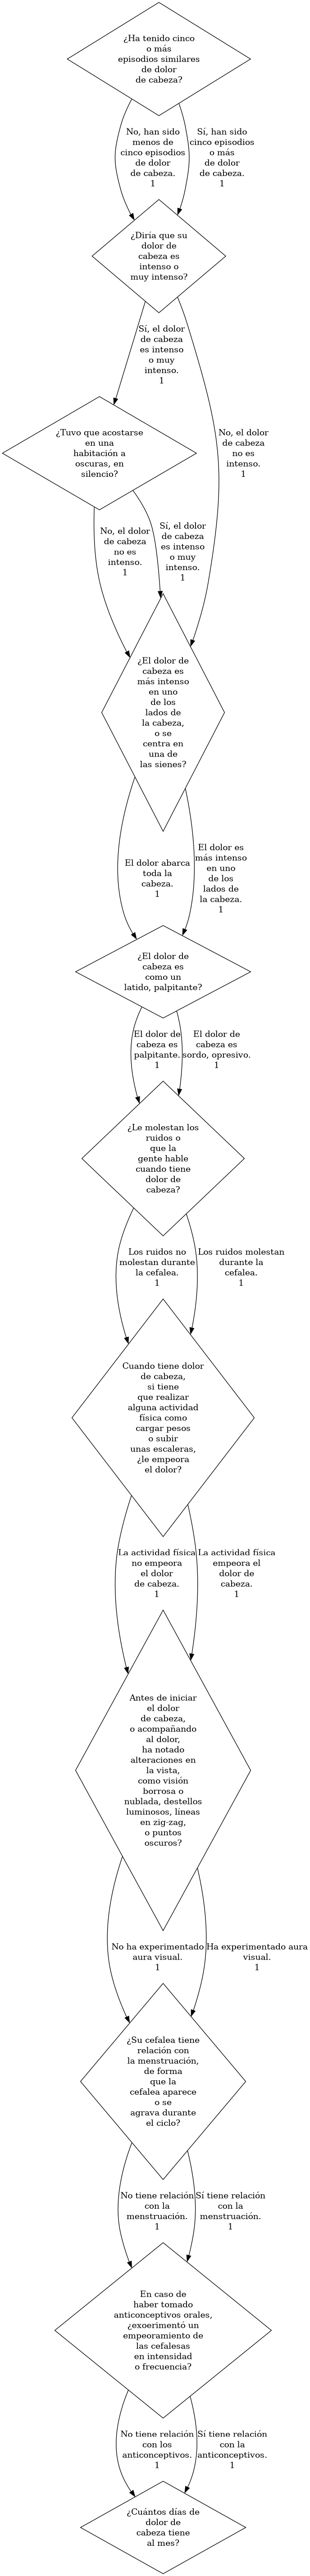 ¿Ha tenido cinco
o más
episodios similares
de dolor
de cabeza?
No, han sido
menos de
cinco episodios
de dolor
de cabeza.
1
Sí, han sido
cinco episodios
o más
de dolor
de cabeza.
1
¿Diría que su
dolor de
cabeza es
intenso o
muy intenso?
Sí, el dolor
de cabeza
es intenso
o muy
intenso.
1
¿Tuvo que acostarse
en una
habitación a
oscuras, en
silencio?
No, el dolor
de cabeza
no es
intenso.
1
No, el dolor
de cabeza
no es
intenso.
1
Sí, el dolor
de cabeza
es intenso
o muy
intenso.
1
¿El dolor de
cabeza es
más intenso
en uno
de los
lados de
la cabeza,
o se
centra en
una de
las sienes?
El dolor abarca
toda la
cabeza.
1
El dolor es
más intenso
en uno
de los
lados de
la cabeza.
1
¿El dolor de
cabeza es
como un
latido, palpitante?
El dolor de
cabeza es
palpitante.
1
El dolor de
cabeza es
sordo, opresivo.
1
¿Le molestan los
ruidos o
que la
gente hable
cuando tiene
dolor de
cabeza?
Los ruidos no
molestan durante
la cefalea.
1
Los ruidos molestan
durante la
cefalea.
1
Cuando tiene dolor
de cabeza,
si tiene
que realizar
alguna actividad
física como
cargar pesos
o subir
unas escaleras,
¿le empeora
el dolor?
La actividad física
no empeora
el dolor
de cabeza.
1
La actividad física
empeora el
dolor de
cabeza.
1
Antes de iniciar
el dolor
de cabeza,
o acompañando
al dolor,
ha notado
alteraciones en
la vista,
como visión
borrosa o
nublada, destellos
luminosos, líneas
en zig-zag,
o puntos
oscuros?
No ha experimentado
aura visual.
1
Ha experimentado aura
visual.
1
¿Su cefalea tiene
relación con
la menstruación,
de forma
que la
cefalea aparece
o se
agrava durante
el ciclo?
No tiene relación
con la
menstruación.
1
Sí tiene relación
con la
menstruación.
1
En caso de
haber tomado
anticonceptivos orales,
¿exoerimentó un
empeoramiento de
las cefalesas
en intensidad
o frecuencia?
No tiene relación
con los
anticonceptivos.
1
Sí tiene relación
con la
anticonceptivos.
1
¿Cuántos días de
dolor de
cabeza tiene
al mes?